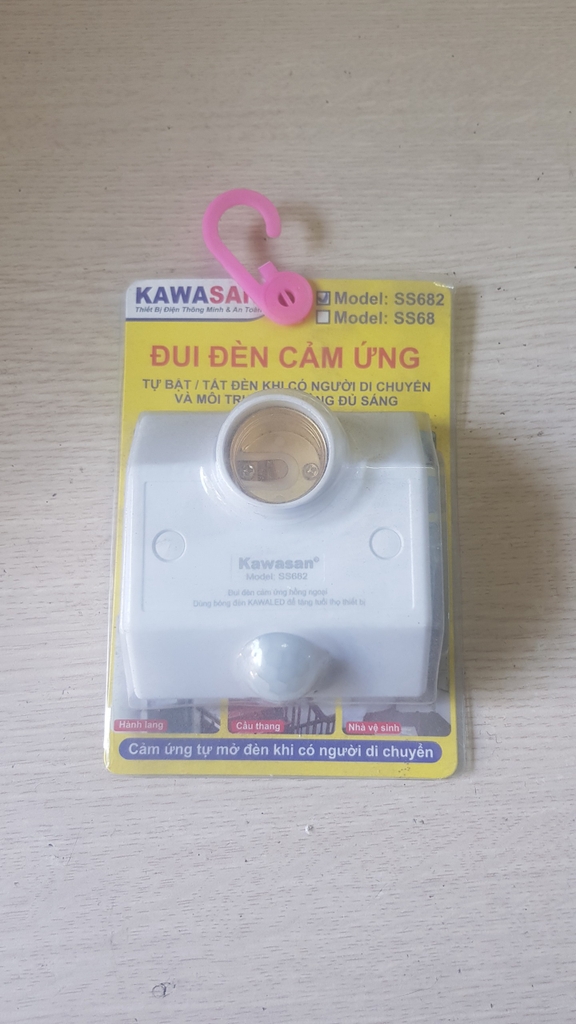 KAWASAN
Thiết Bị Điện Thông Minh & An Toàn
Model: SS682
Model: SS68
ĐUI ĐÈN CẢM ỨNG
TỰ BẬT / TẮT ĐÈN KHI CÓ NGƯỜI DI CHUYỂN
VÀ MÔI ĐỦ SÁNG
Kawasan®
Model: SS682
Đui đèn cảm ứng hồng ngoại
Dùng bóng đèn KAWALED để tăng tuổi thọ thiết bị
Hành lang
Cầu thang
Nhà vệ sinh
Cảm ứng tự mở đèn khi có người di chuyển